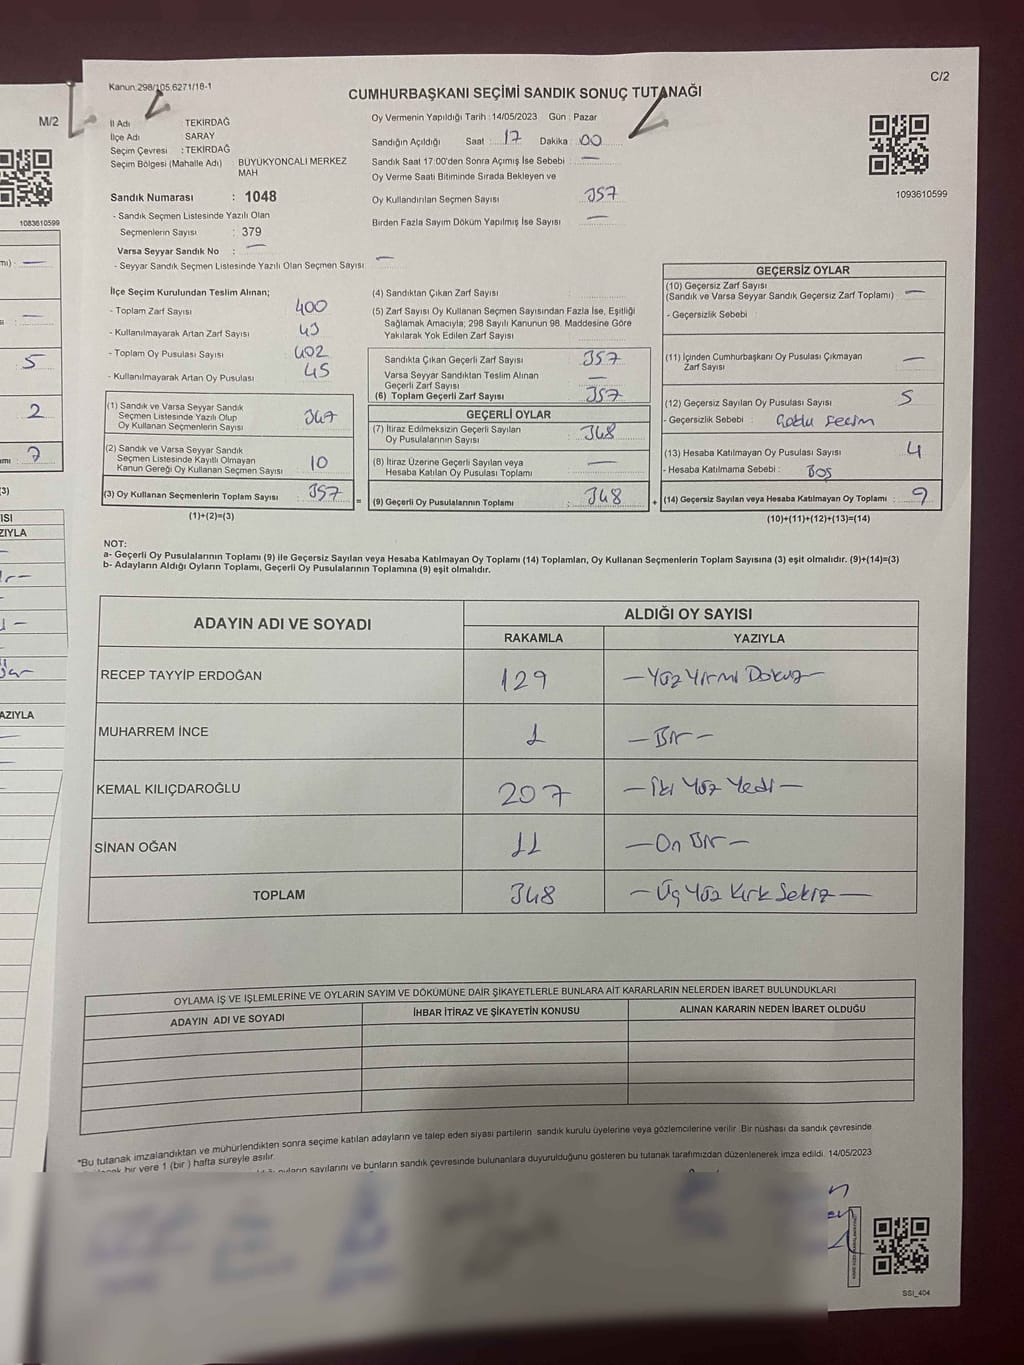 Kanun:298/105.6271/18-1
C/2
CUMHURBAŞKANI SEÇİMİ SANDIK SONUÇ TUTANAĞI
M/2
İl Adı TEKİRDAĞ
İlçe Adı SARAY
Seçim Çevresi : TEKİRDAĞ
Seçim Bölgesi (Mahalle Adı) BÜYÜKYONCALI MERKEZ
MAH
Sandık Numarası : 1048
- Sandık Seçmen Listesinde Yazılı Olan
Seçmenlerin Sayısı : 379
Varsa Seyyar Sandık No : —
- Seyyar Sandık Seçmen Listesinde Yazılı Olan Seçmen Sayısı: —
Oy Vermenin Yapıldığı Tarih :14/05/2023 Gün : Pazar
Sandığın Açıldığı Saat : 17 Dakika : 00
Sandık Saat 17:00'den Sonra Açımış İse Sebebi : —
Oy Verme Saati Bitiminde Sırada Bekleyen ve
Oy Kullandırılan Seçmen Sayısı : 357
Birden Fazla Sayım Döküm Yapılmış İse Sayısı : —
1093610599
1083610599
İlçe Seçim Kurulundan Teslim Alınan;
- Toplam Zarf Sayısı : 400
- Kullanılmayarak Artan Zarf Sayısı : 43
- Toplam Oy Pusulası Sayısı : 402
- Kullanılmayarak Artan Oy Pusulası : 45
(1) Sandık ve Varsa Seyyar Sandık
Seçmen Listesinde Yazılı Olup
Oy Kullanan Seçmenlerin Sayısı : 347
(2) Sandık ve Varsa Seyyar Sandık
Seçmen Listesinde Kayıtlı Olmayan
Kanun Gereği Oy Kullanan Seçmen Sayısı : 10
(3) Oy Kullanan Seçmenlerin Toplam Sayısı : 357
(1)+(2)=(3)
(4) Sandıktan Çıkan Zarf Sayısı :
(5) Zarf Sayısı Oy Kullanan Seçmen Sayısından Fazla İse, Eşitliği
Sağlamak Amacıyla; 298 Sayılı Kanunun 98. Maddesine Göre
Yakılarak Yok Edilen Zarf Sayısı :
Sandıkta Çıkan Geçerli Zarf Sayısı : 357
Varsa Seyyar Sandıktan Teslim Alınan
Geçerli Zarf Sayısı : —
(6) Toplam Geçerli Zarf Sayısı : 357
GEÇERLİ OYLAR
(7) İtiraz Edilmeksizin Geçerli Sayılan
Oy Pusulalarının Sayısı : 348
(8) İtiraz Üzerine Geçerli Sayılan veya
Hesaba Katılan Oy Pusulası Toplamı : —
(9) Geçerli Oy Pusulalarının Toplamı : 348
GEÇERSİZ OYLAR
(10) Geçersiz Zarf Sayısı
(Sandık ve Varsa Seyyar Sandık Geçersiz Zarf Toplamı) : —
- Geçersizlik Sebebi :
(11) İçinden Cumhurbaşkanı Oy Pusulası Çıkmayan
Zarf Sayısı : —
(12) Geçersiz Sayılan Oy Pusulası Sayısı : 5
- Geçersizlik Sebebi : Çoklu seçim
(13) Hesaba Katılmayan Oy Pusulası Sayısı : 4
- Hesaba Katılmama Sebebi : Boş
(14) Geçersiz Sayılan veya Hesaba Katılmayan Oy Toplamı : 9
(10)+(11)+(12)+(13)=(14)
NOT:
a- Geçerli Oy Pusulalarının Toplamı (9) ile Geçersiz Sayılan veya Hesaba Katılmayan Oy Toplamı (14) Toplamları, Oy Kullanan Seçmenlerin Toplam Sayısına (3) eşit olmalıdır. (9)+(14)=(3)
b- Adayların Aldığı Oyların Toplamı, Geçerli Oy Pusulalarının Toplamına (9) eşit olmalıdır.
ADAYIN ADI VE SOYADI ALDIĞI OY SAYISI
RAKAMLA YAZIYLA
RECEP TAYYİP ERDOĞAN 129 — Yüz Yirmi Dokuz —
MUHARREM İNCE 1 — Bir —
KEMAL KILIÇDAROĞLU 207 — İki Yüz Yedi —
SİNAN OĞAN 11 — On Bir —
TOPLAM 348 — Üç Yüz Kırk Sekiz —
OYLAMA İŞ VE İŞLEMLERİNE VE OYLARIN SAYIM VE DÖKÜMÜNE DAİR ŞİKAYETLERLE BUNLARA AİT KARARLARIN NELERDEN İBARET BULUNDUKLARI
ADAYIN ADI VE SOYADI İHBAR İTİRAZ VE ŞİKAYETİN KONUSU ALINAN KARARIN NEDEN İBARET OLDUĞU
*Bu tutanak imzalandıktan ve mühürlendikten sonra seçime katılan adayların ve talep eden siyasi partilerin sandık kurulu üyelerine veya gözlemcilerine verilir. Bir nüshası da sandık çevresinde
bir yere 1 (bir ) hafta süreyle asılır.
sayılarını ve bunların sandık çevresinde bulunanlara duyurulduğunu gösteren bu tutanak tarafımızdan düzenlenerek imza edildi. 14/05/2023
SSI_404
5
2
7
YAZIYLA